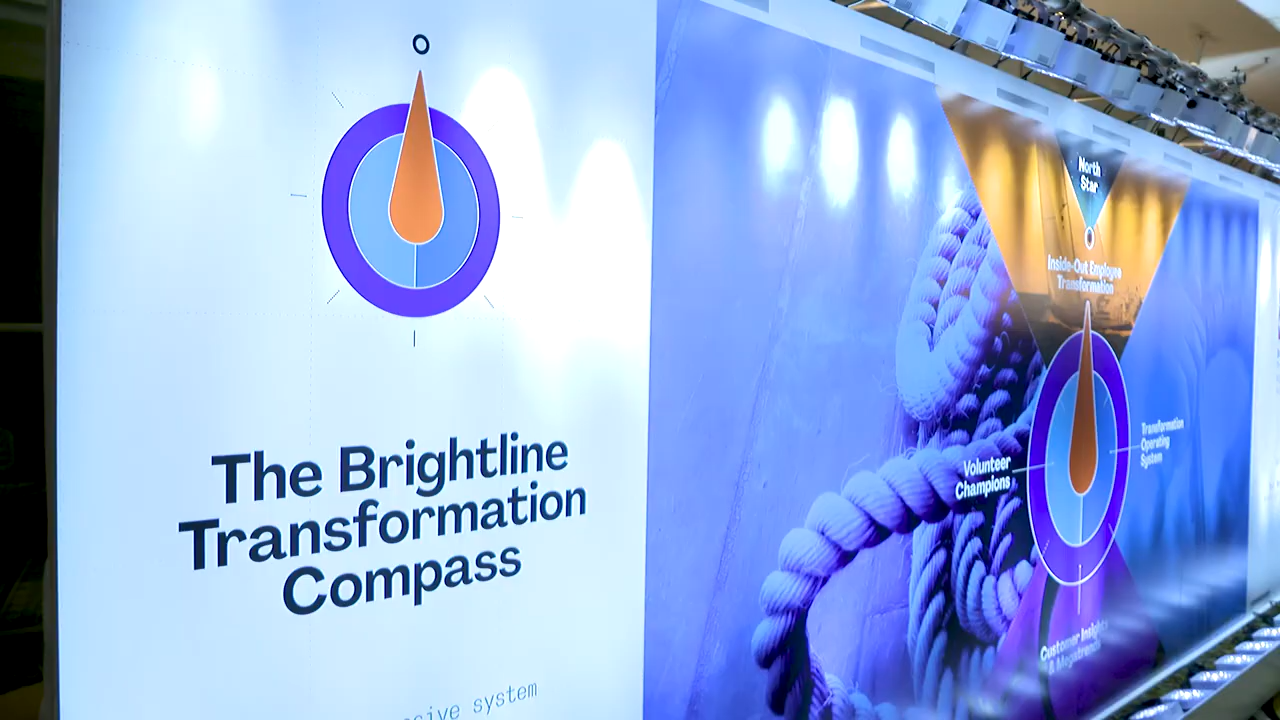 The Brightline
Transformation
Compass
system
North
Star
Inside-Out Employee
Transformation
Volunteer
Champions
Transformation
Operating
System
Customer Insights
& Megatrends